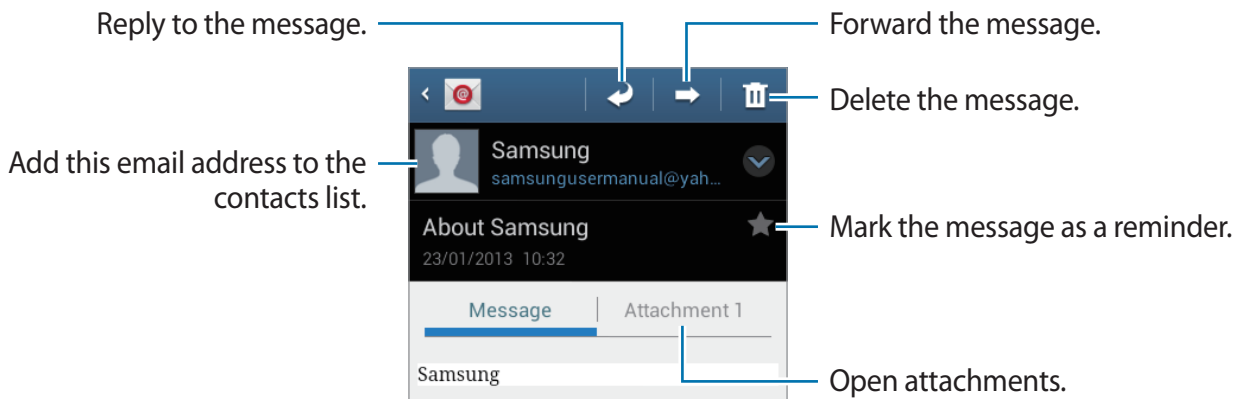 Reply to the message.
Forward the message.
Delete the message.
Samsung
samsungusermanual@yah...
Add this email address to the
contacts list.
About Samsung
Mark the message as a reminder.
23/01/2013 10:32
Message
Attachment 1
Samsung
Open attachments.